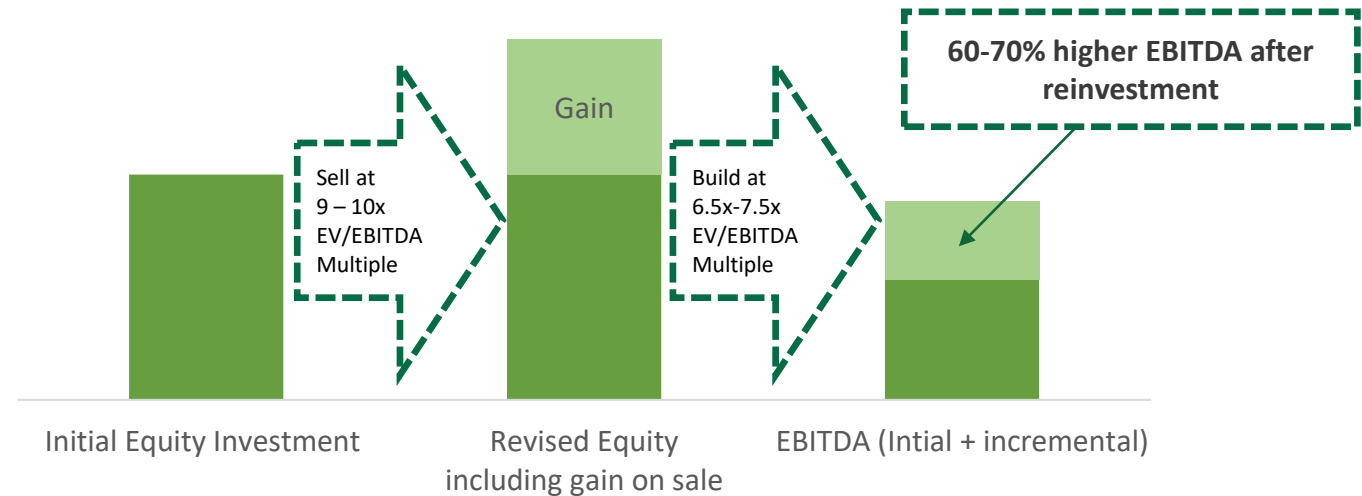 60-70% higher EBITDA after
reinvestment
Gain
Sell at
9 – 10x
EV/EBITDA
Multiple
Build at
6.5x-7.5x
EV/EBITDA
Multiple
Initial Equity Investment
Revised Equity
including gain on sale
EBITDA (Intial + incremental)